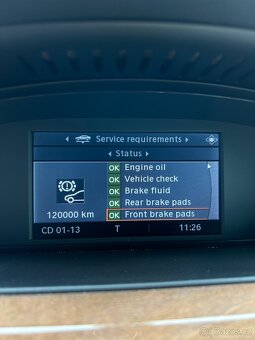 Service requirements
Status
OK Engine oil
OK Vehicle check
OK Brake fluid
OK Rear brake pads
OK Front brake pads
120000 km
CD 01-13 T 11:26